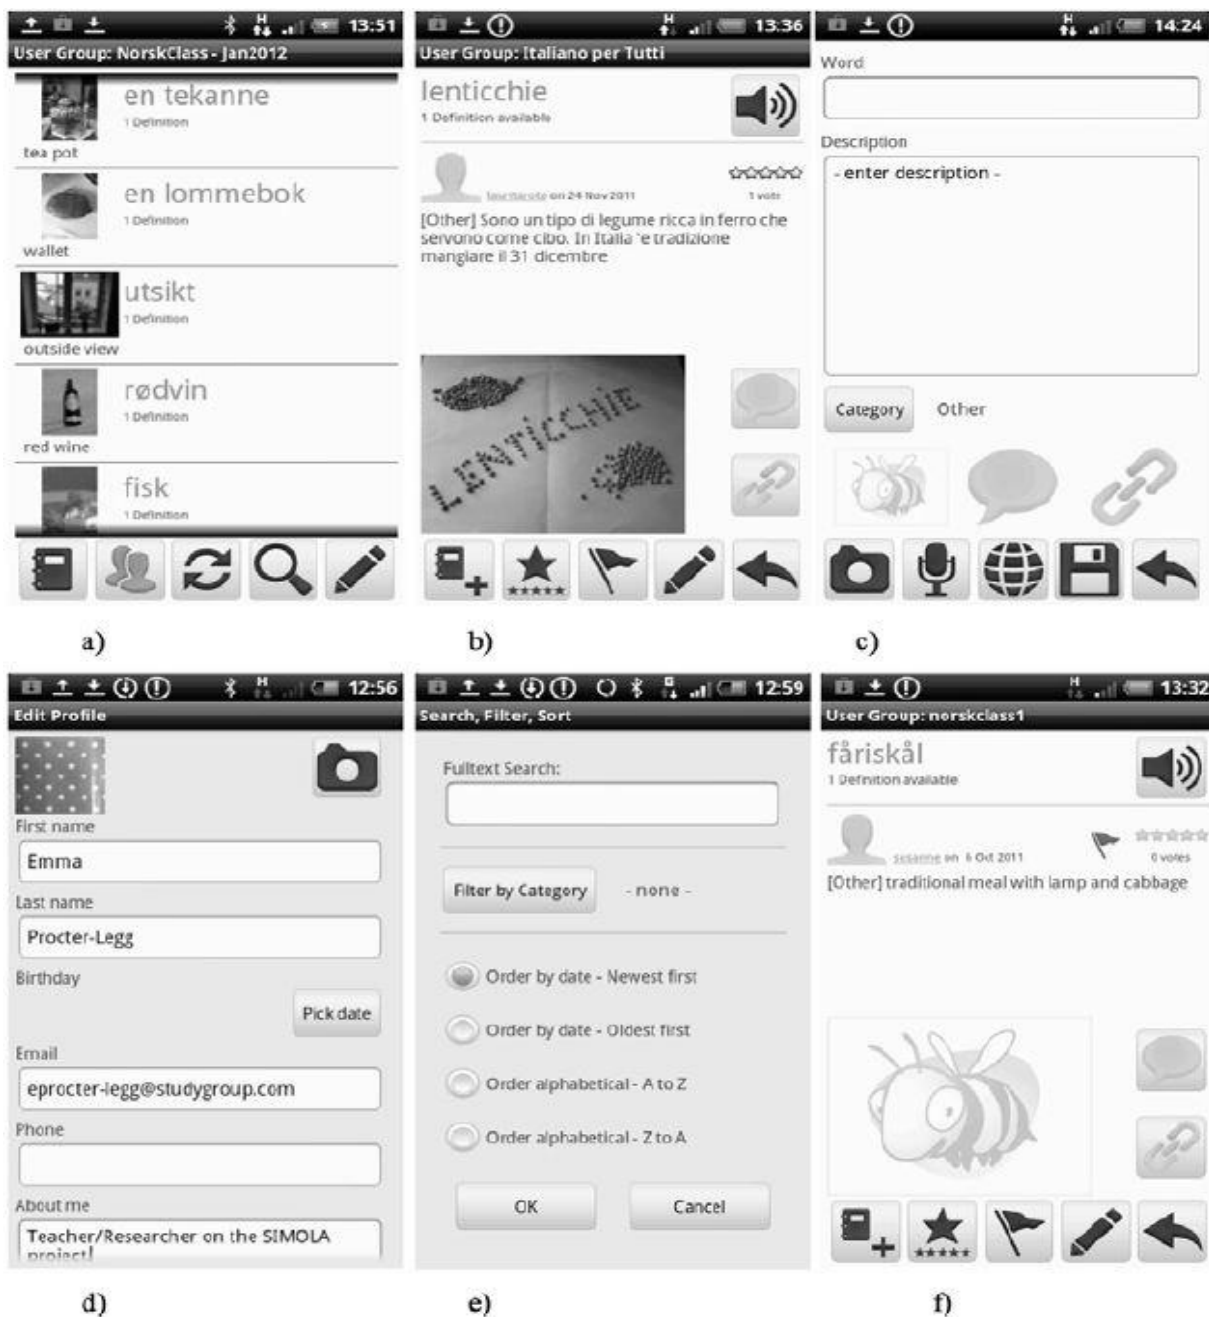 13:51
User Group: NorskClass - Jan2012
en tekanne
1 Definition
tea pot
en lommebok
1 Definition
wallet
utsikt
1 Definition
outside view
rødvin
1 Definition
red wine
fisk
1 Definition
a)
H
13:36
User Group: Italiano per Tutti
lenticchie
1 Definition available
on 24 Nov 2011
1 vote
[Other] Sono un tipo di legume ricca in ferro che
servono come cibo. In Italia 'e tradizione
mangiare il 31 dicembre
LENTICCHIE
b)
H
14:24
Word
Description
- enter description -
Category
Other
c)
H
12:56
Edit Profile
First name
Emma
Last name
Procter-Legg
Birthday
Pick date
Email
eprocter-legg@studygroup.com
Phone
About me
Teacher/Researcher on the SIMOLA
project
d)
G
12:59
Search, Filter, Sort
Fulltext Search:
Filter by Category
- none -
Order by date - Newest first
Order by date - Oldest first
Order alphabetical - A to Z
Order alphabetical - Z to A
OK
Cancel
e)
H
13:32
User Group: norskclass1
fåriskål
1 Definition available
susanne on 6 Oct 2011
0 votes
[Other] traditional meal with lamp and cabbage
f)